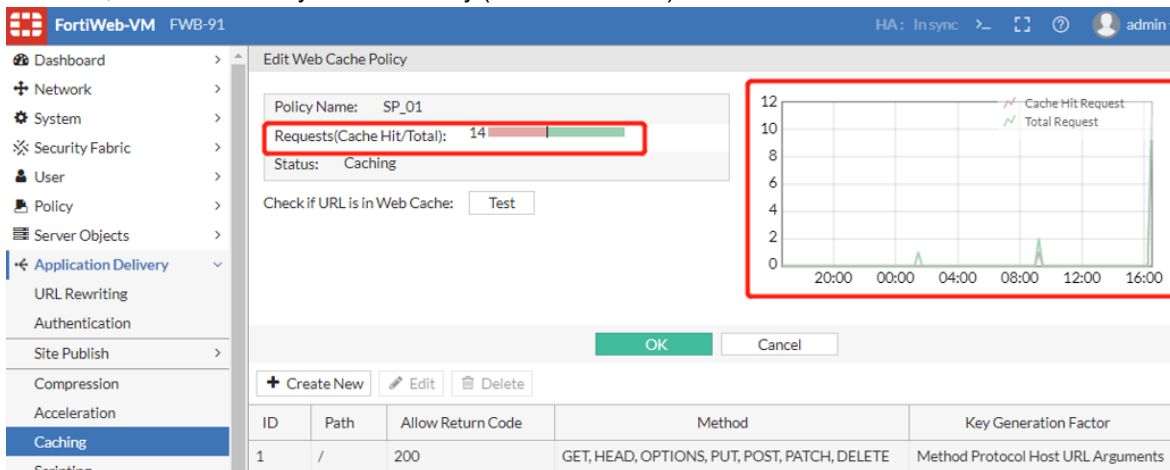 FortiWeb-VM FWB-91 HA: In sync >_ admin
Dashboard
Network
System
Security Fabric
User
Policy
Server Objects
Application Delivery
URL Rewriting
Authentication
Site Publish
Compression
Acceleration
Caching
Edit Web Cache Policy
Policy Name: SP_01
Requests(Cache Hit/Total): 14
Status: Caching
Check if URL is in Web Cache: Test
Cache Hit Request
Total Request
12
10
8
6
4
2
0
20:00 00:00 04:00 08:00 12:00 16:00
OK Cancel
+ Create New Edit Delete
ID Path Allow Return Code Method Key Generation Factor
1 / 200 GET, HEAD, OPTIONS, PUT, POST, PATCH, DELETE Method Protocol Host URL Arguments